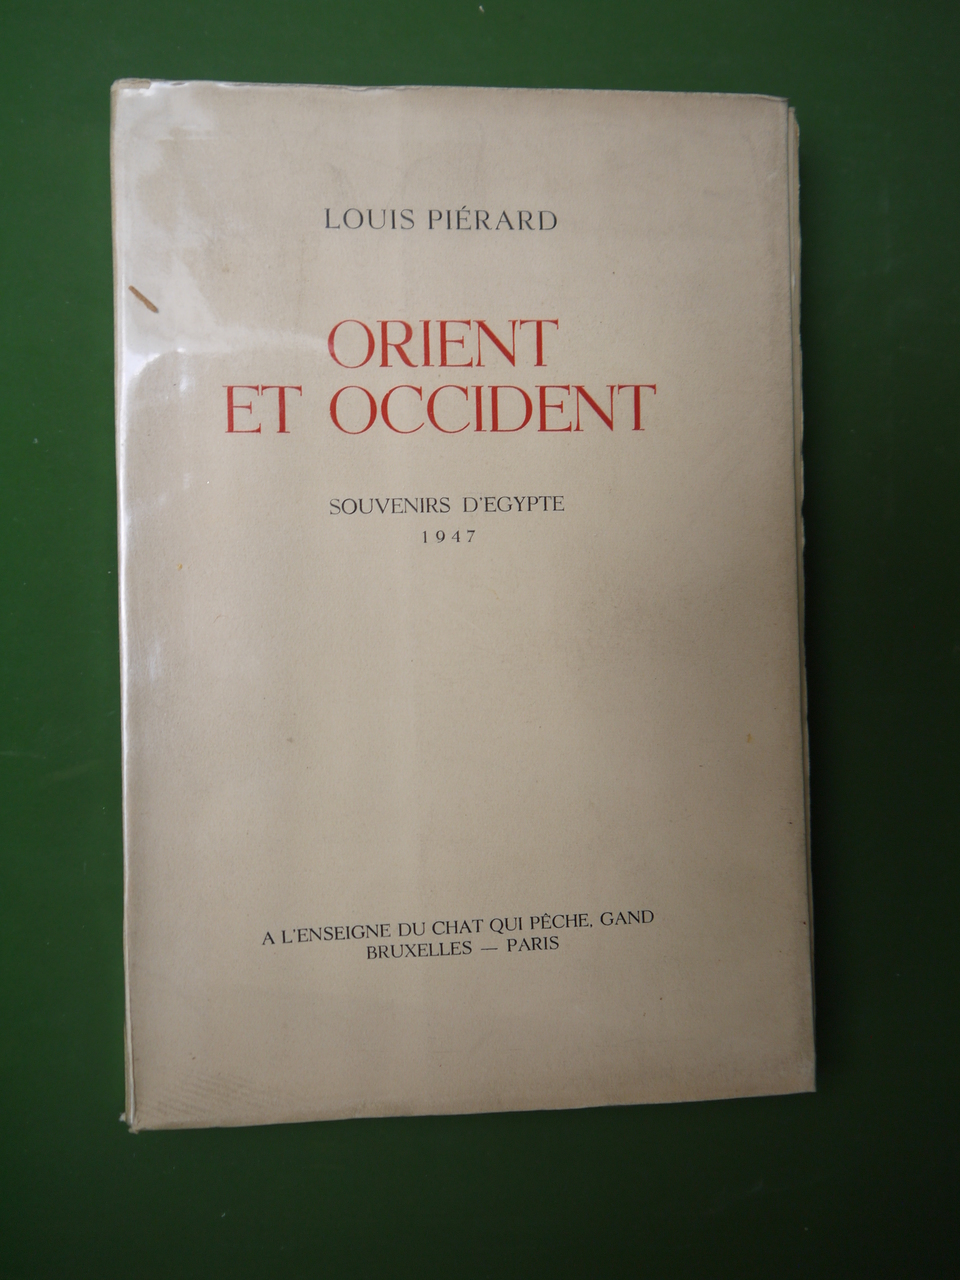 LOUIS PIÉRARD
ORIENT
ET OCCIDENT
SOUVENIRS D'EGYPTE
1947
A L'ENSEIGNE DU CHAT QUI PÊCHE, GAND
BRUXELLES — PARIS